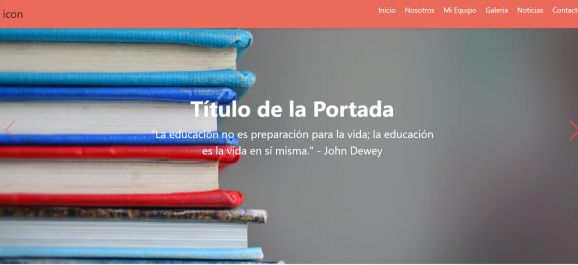 icon
Inicio Nosotros Mi Equipo Galeria Noticias Contact
Título de la Portada
"La educación no es preparación para la vida; la educación
es la vida en sí misma." - John Dewey